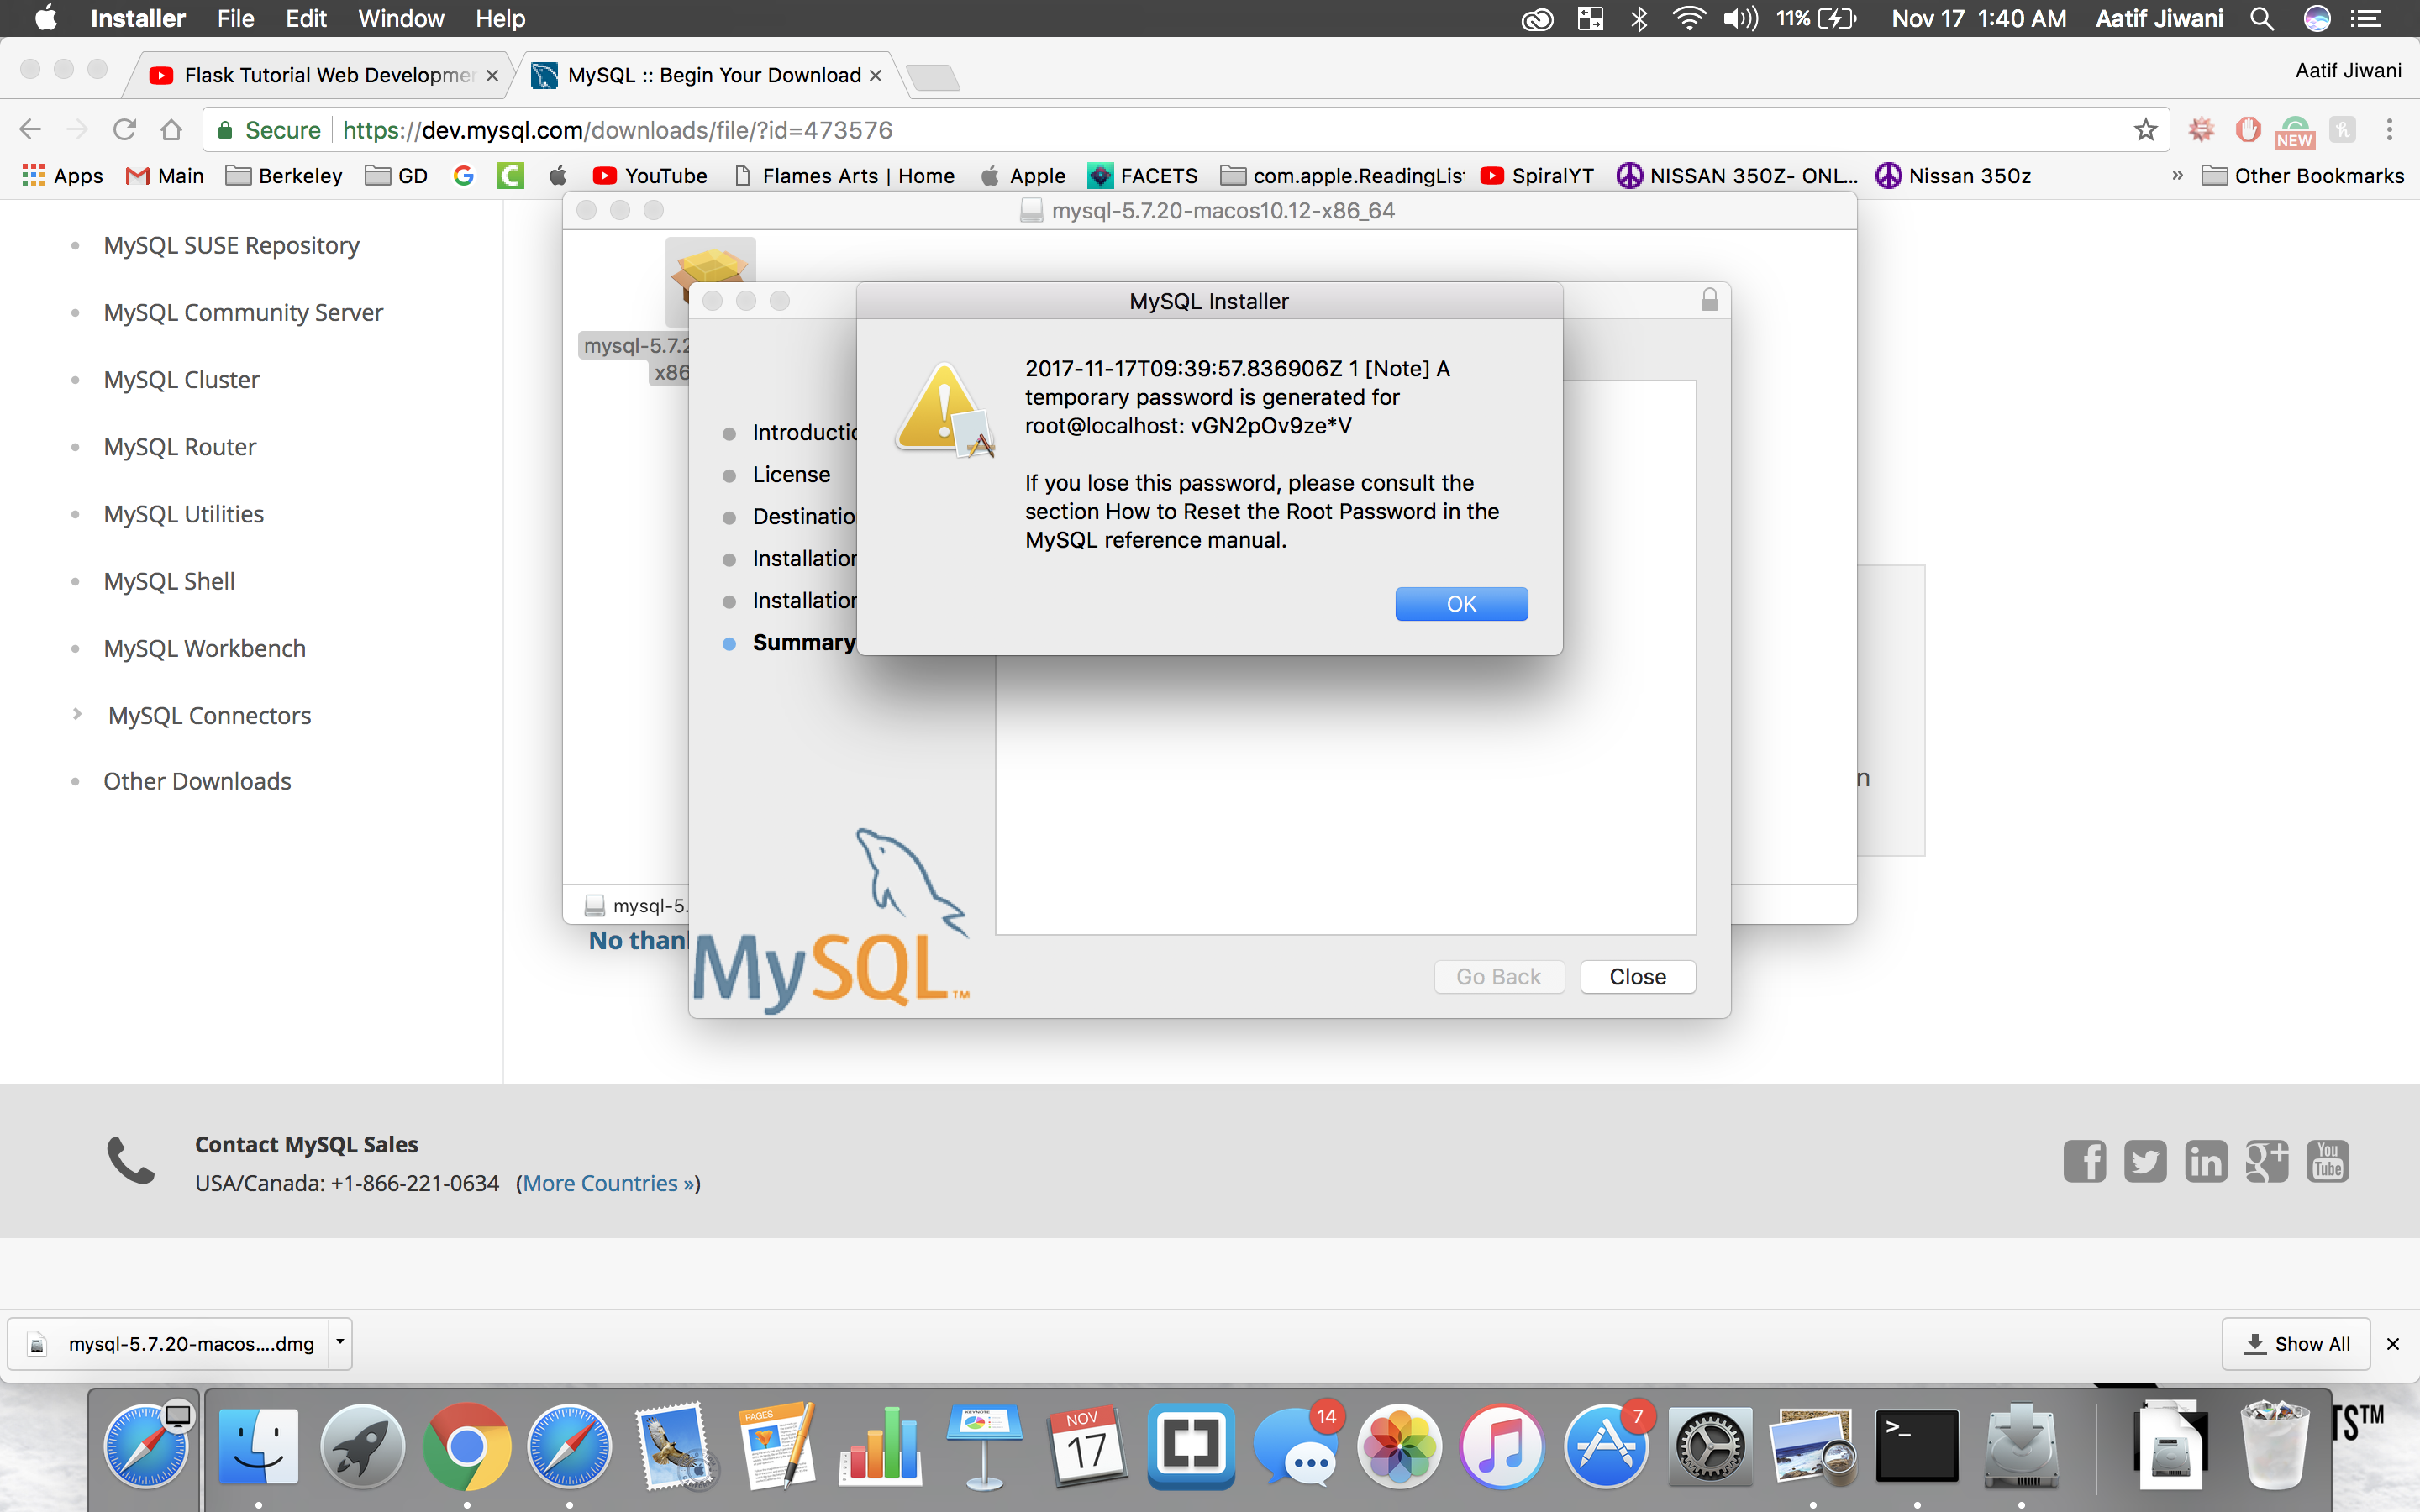 Installer File Edit Window Help 11% Nov 17 1:40 AM Aatif Jiwani
Flask Tutorial Web Developme MySQL :: Begin Your Download Aatif Jiwani
Secure https://dev.mysql.com/downloads/file/?id=473576 NEW
Apps Main Berkeley GD YouTube Flames Arts | Home Apple FACETS com.apple.ReadingList SpiralYT NISSAN 350Z- ONL... Nissan 350z » Other Bookmarks
mysql-5.7.20-macos10.12-x86_64
MySQL SUSE Repository
MySQL Community Server
MySQL Cluster
MySQL Router
MySQL Utilities
MySQL Shell
MySQL Workbench
MySQL Connectors
Other Downloads
mysql-5.7.2
x86
MySQL Installer
2017-11-17T09:39:57.836906Z 1 [Note] A
temporary password is generated for
root@localhost: vGN2pOv9ze*V
If you lose this password, please consult the
section How to Reset the Root Password in the
MySQL reference manual.
OK
Introductio
License
Destinatio
Installation
Installation
Summary
n
mysql-5.
No than
MySQL™
Go Back Close
Contact MySQL Sales
USA/Canada: +1-866-221-0634 (More Countries »)
You
Tube
mysql-5.7.20-macos....dmg Show All
PAGES
KEYNOTE
NOV
17
14
7
>_
TS™